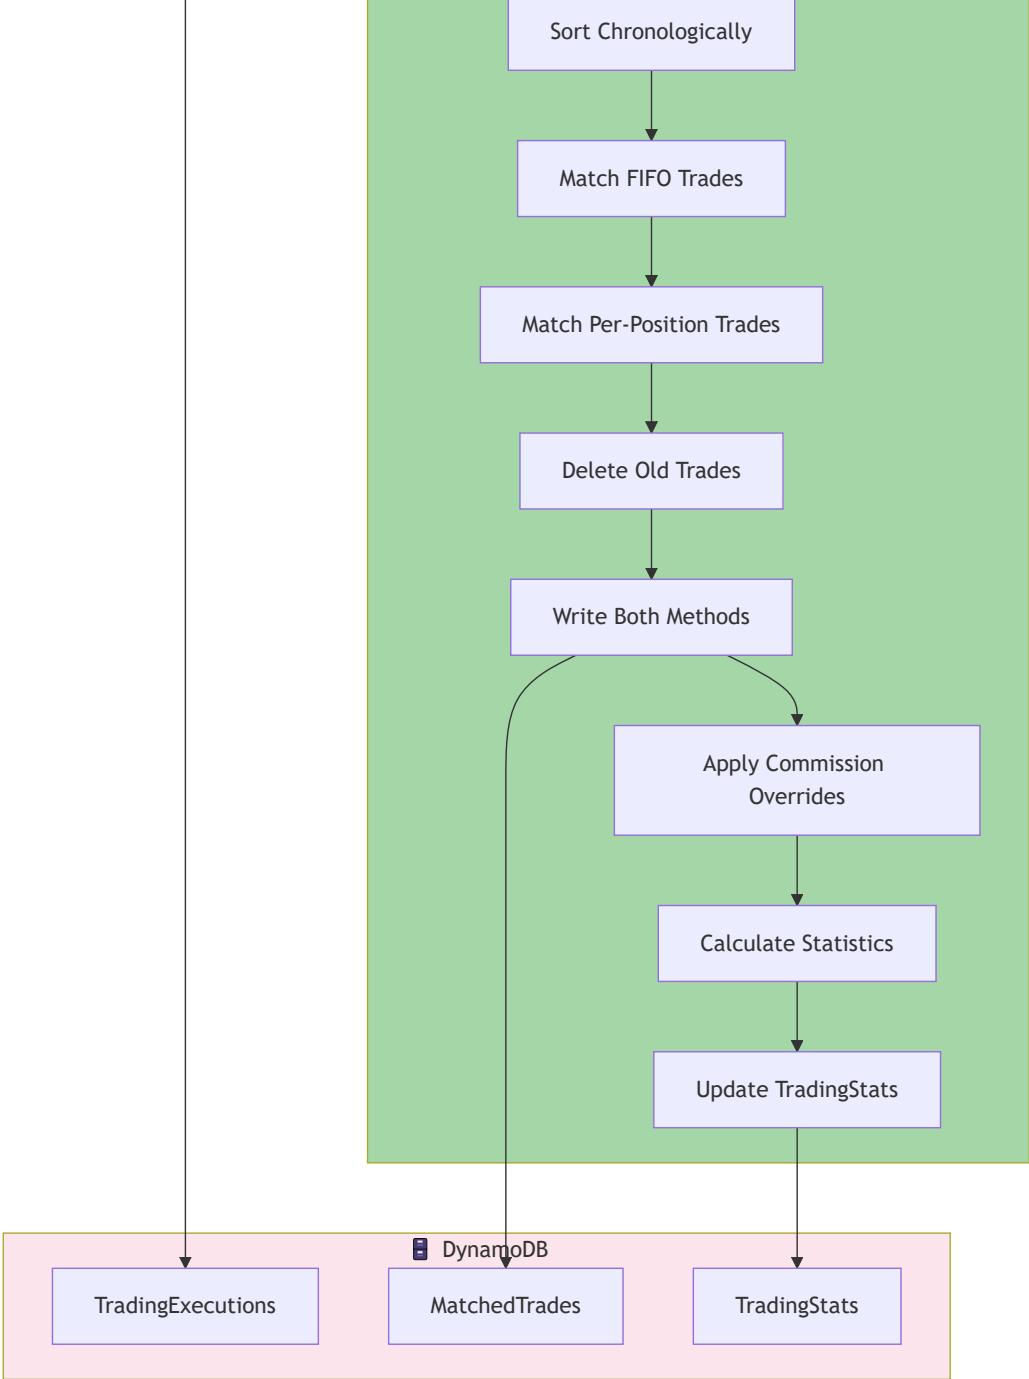 Sort Chronologically
Match FIFO Trades
Match Per-Position Trades
Delete Old Trades
Write Both Methods
Apply Commission
Overrides
Calculate Statistics
Update TradingStats
DynamoDB
TradingExecutions
MatchedTrades
TradingStats